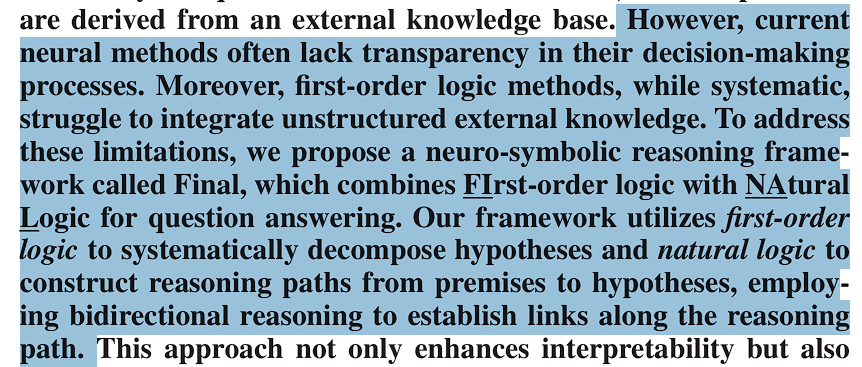 are derived from an external knowledge base. However, current
neural methods often lack transparency in their decision-making
processes. Moreover, first-order logic methods, while systematic,
struggle to integrate unstructured external knowledge. To address
these limitations, we propose a neuro-symbolic reasoning frame-
work called Final, which combines FIrst-order logic with NAtural
Logic for question answering. Our framework utilizes first-order
logic to systematically decompose hypotheses and natural logic to
construct reasoning paths from premises to hypotheses, employ-
ing bidirectional reasoning to establish links along the reasoning
path. This approach not only enhances interpretability but also